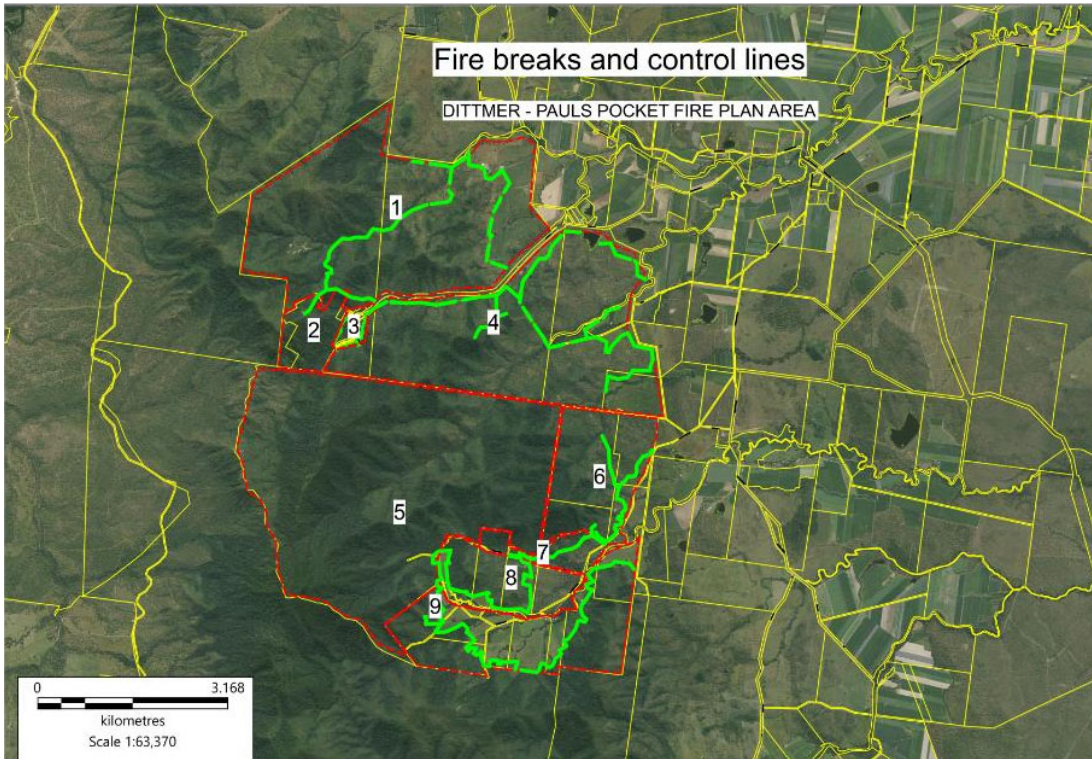 Fire breaks and control lines
DITTMER - PAULS POCKET FIRE PLAN AREA
1
2
3
4
5
6
7
8
9
0 3.168
kilometres
Scale 1:63,370